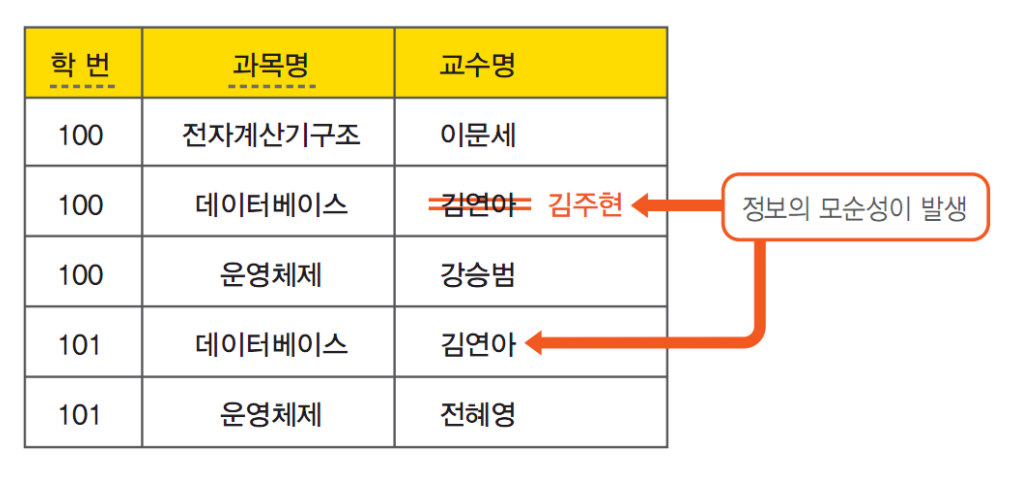 학 번 과목명 교수명
100 전자계산기구조 이문세
100 데이터베이스 김연아 김주현 정보의 모순성이 발생
100 운영체제 강승범
101 데이터베이스 김연아
101 운영체제 전혜영